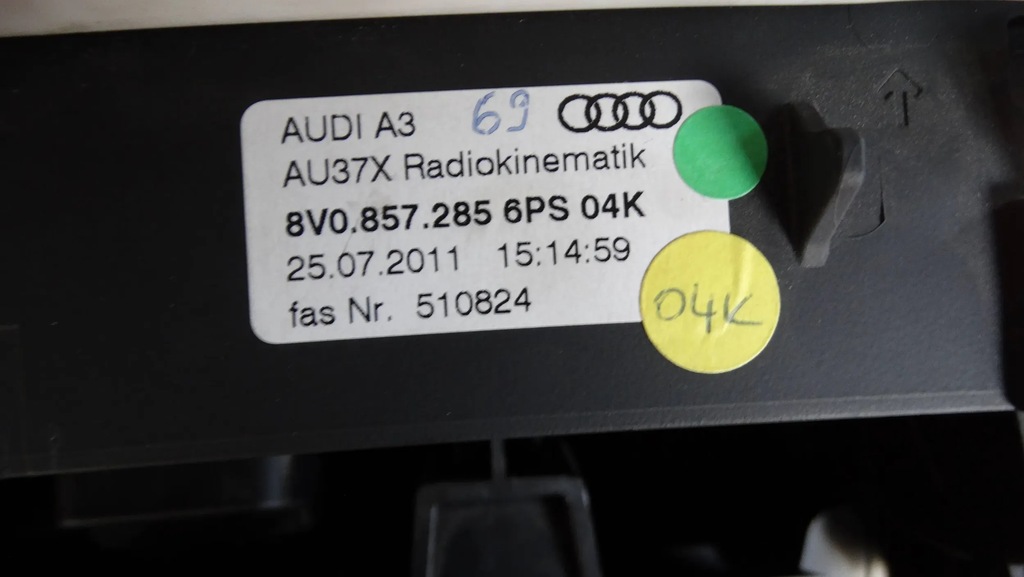 AUDI A3 69
AU37X Radiokinematik
8V0.857.285 6PS 04K
25.07.2011 15:14:59
fas Nr. 510824
04K